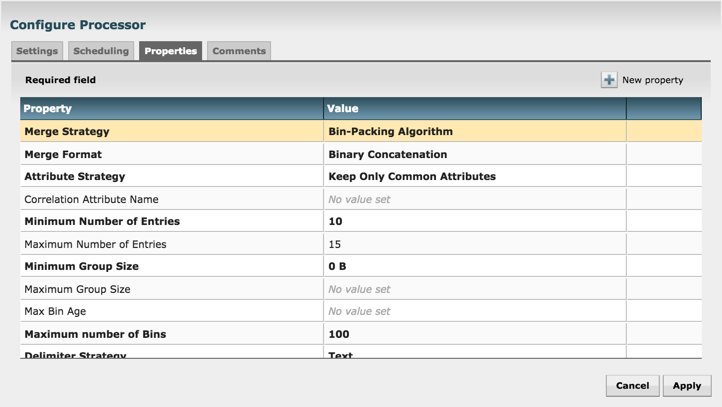 Configure Processor
Settings Scheduling Properties Comments
Required field New property
Property Value
Merge Strategy Bin-Packing Algorithm
Merge Format Binary Concatenation
Attribute Strategy Keep Only Common Attributes
Correlation Attribute Name No value set
Minimum Number of Entries 10
Maximum Number of Entries 15
Minimum Group Size 0 B
Maximum Group Size No value set
Max Bin Age No value set
Maximum number of Bins 100
Delimiter Strategy Text
Cancel Apply